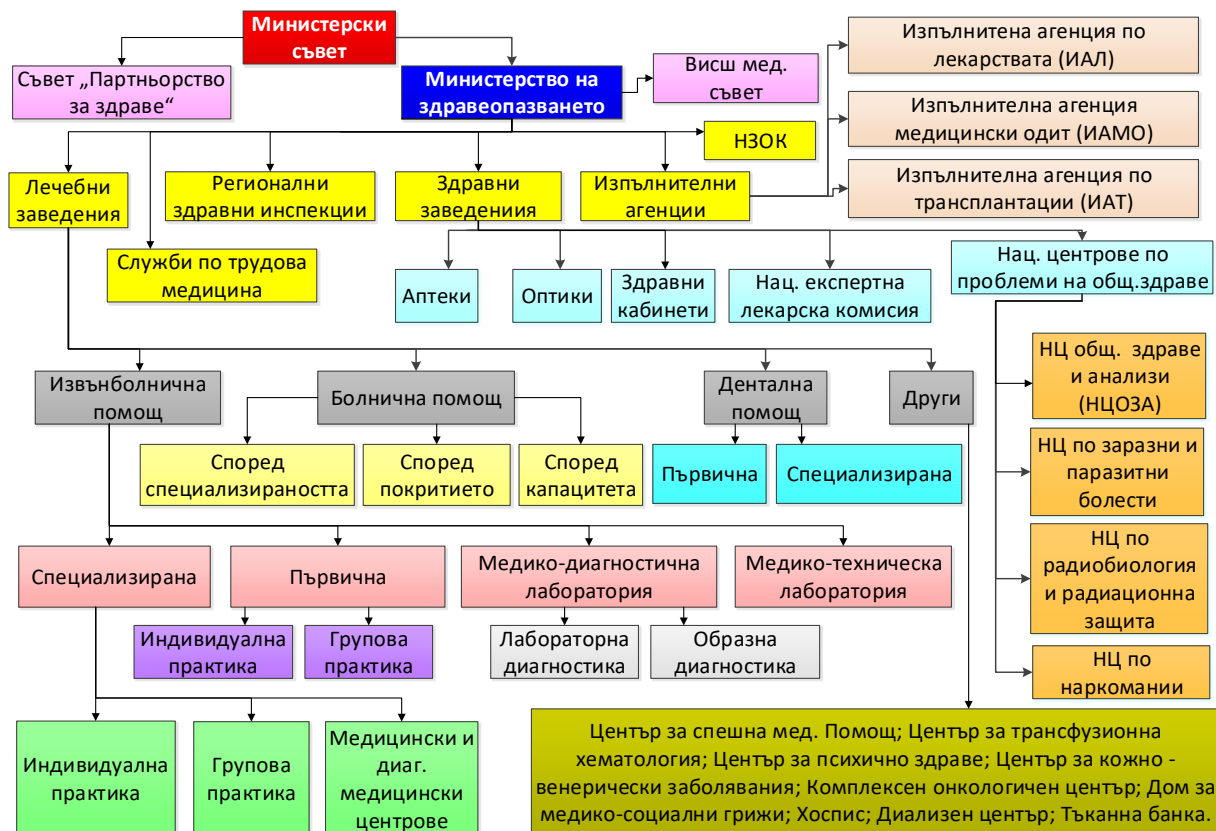 Министерски
съвет
Изпълнитена агенция по
лекарствата (ИАЛ)
Съвет „Партньорство
за здраве“
Министерство на
здравеопазването
Висш мед.
съвет
Изпълнителна агенция
медицински одит (ИАМО)
НЗОК
Лечебни
заведения
Регионални
здравни инспекции
Здравни
заведениия
Изпълнителни
агенции
Изпълнителна агенция по
трансплантации (ИАТ)
Служби по трудова
медицина
Аптеки
Оптики
Здравни
кабинети
Нац. експертна
лекарска комисия
Нац. центрове по
проблеми на общ.здраве
Извънболнична
помощ
Болнична помощ
Дентална
помощ
Други
НЦ общ. здраве
и анализи
(НЦОЗА)
Според
специализираността
Според
покритието
Според
капацитета
Първична
Специализирана
НЦ по заразни и
паразитни
болести
Специализирана
Първична
Медико-диагностична
лаборатория
Медико-техническа
лаборатория
НЦ по
радиобиология
и радиационна
защита
Индивидуална
практика
Групова
практика
Лабораторна
диагностика
Образна
диагностика
НЦ по
наркомании
Индивидуална
практика
Групова
практика
Медицински и
диаг.
медицински
центрове
Център за спешна мед. Помощ; Център за трансфузионна
хематология; Център за психично здраве; Център за кожно -
венерически заболявания; Комплексен онкологичен център; Дом за
медико-социални грижи; Хоспис; Диализен център; Тъканна банка.